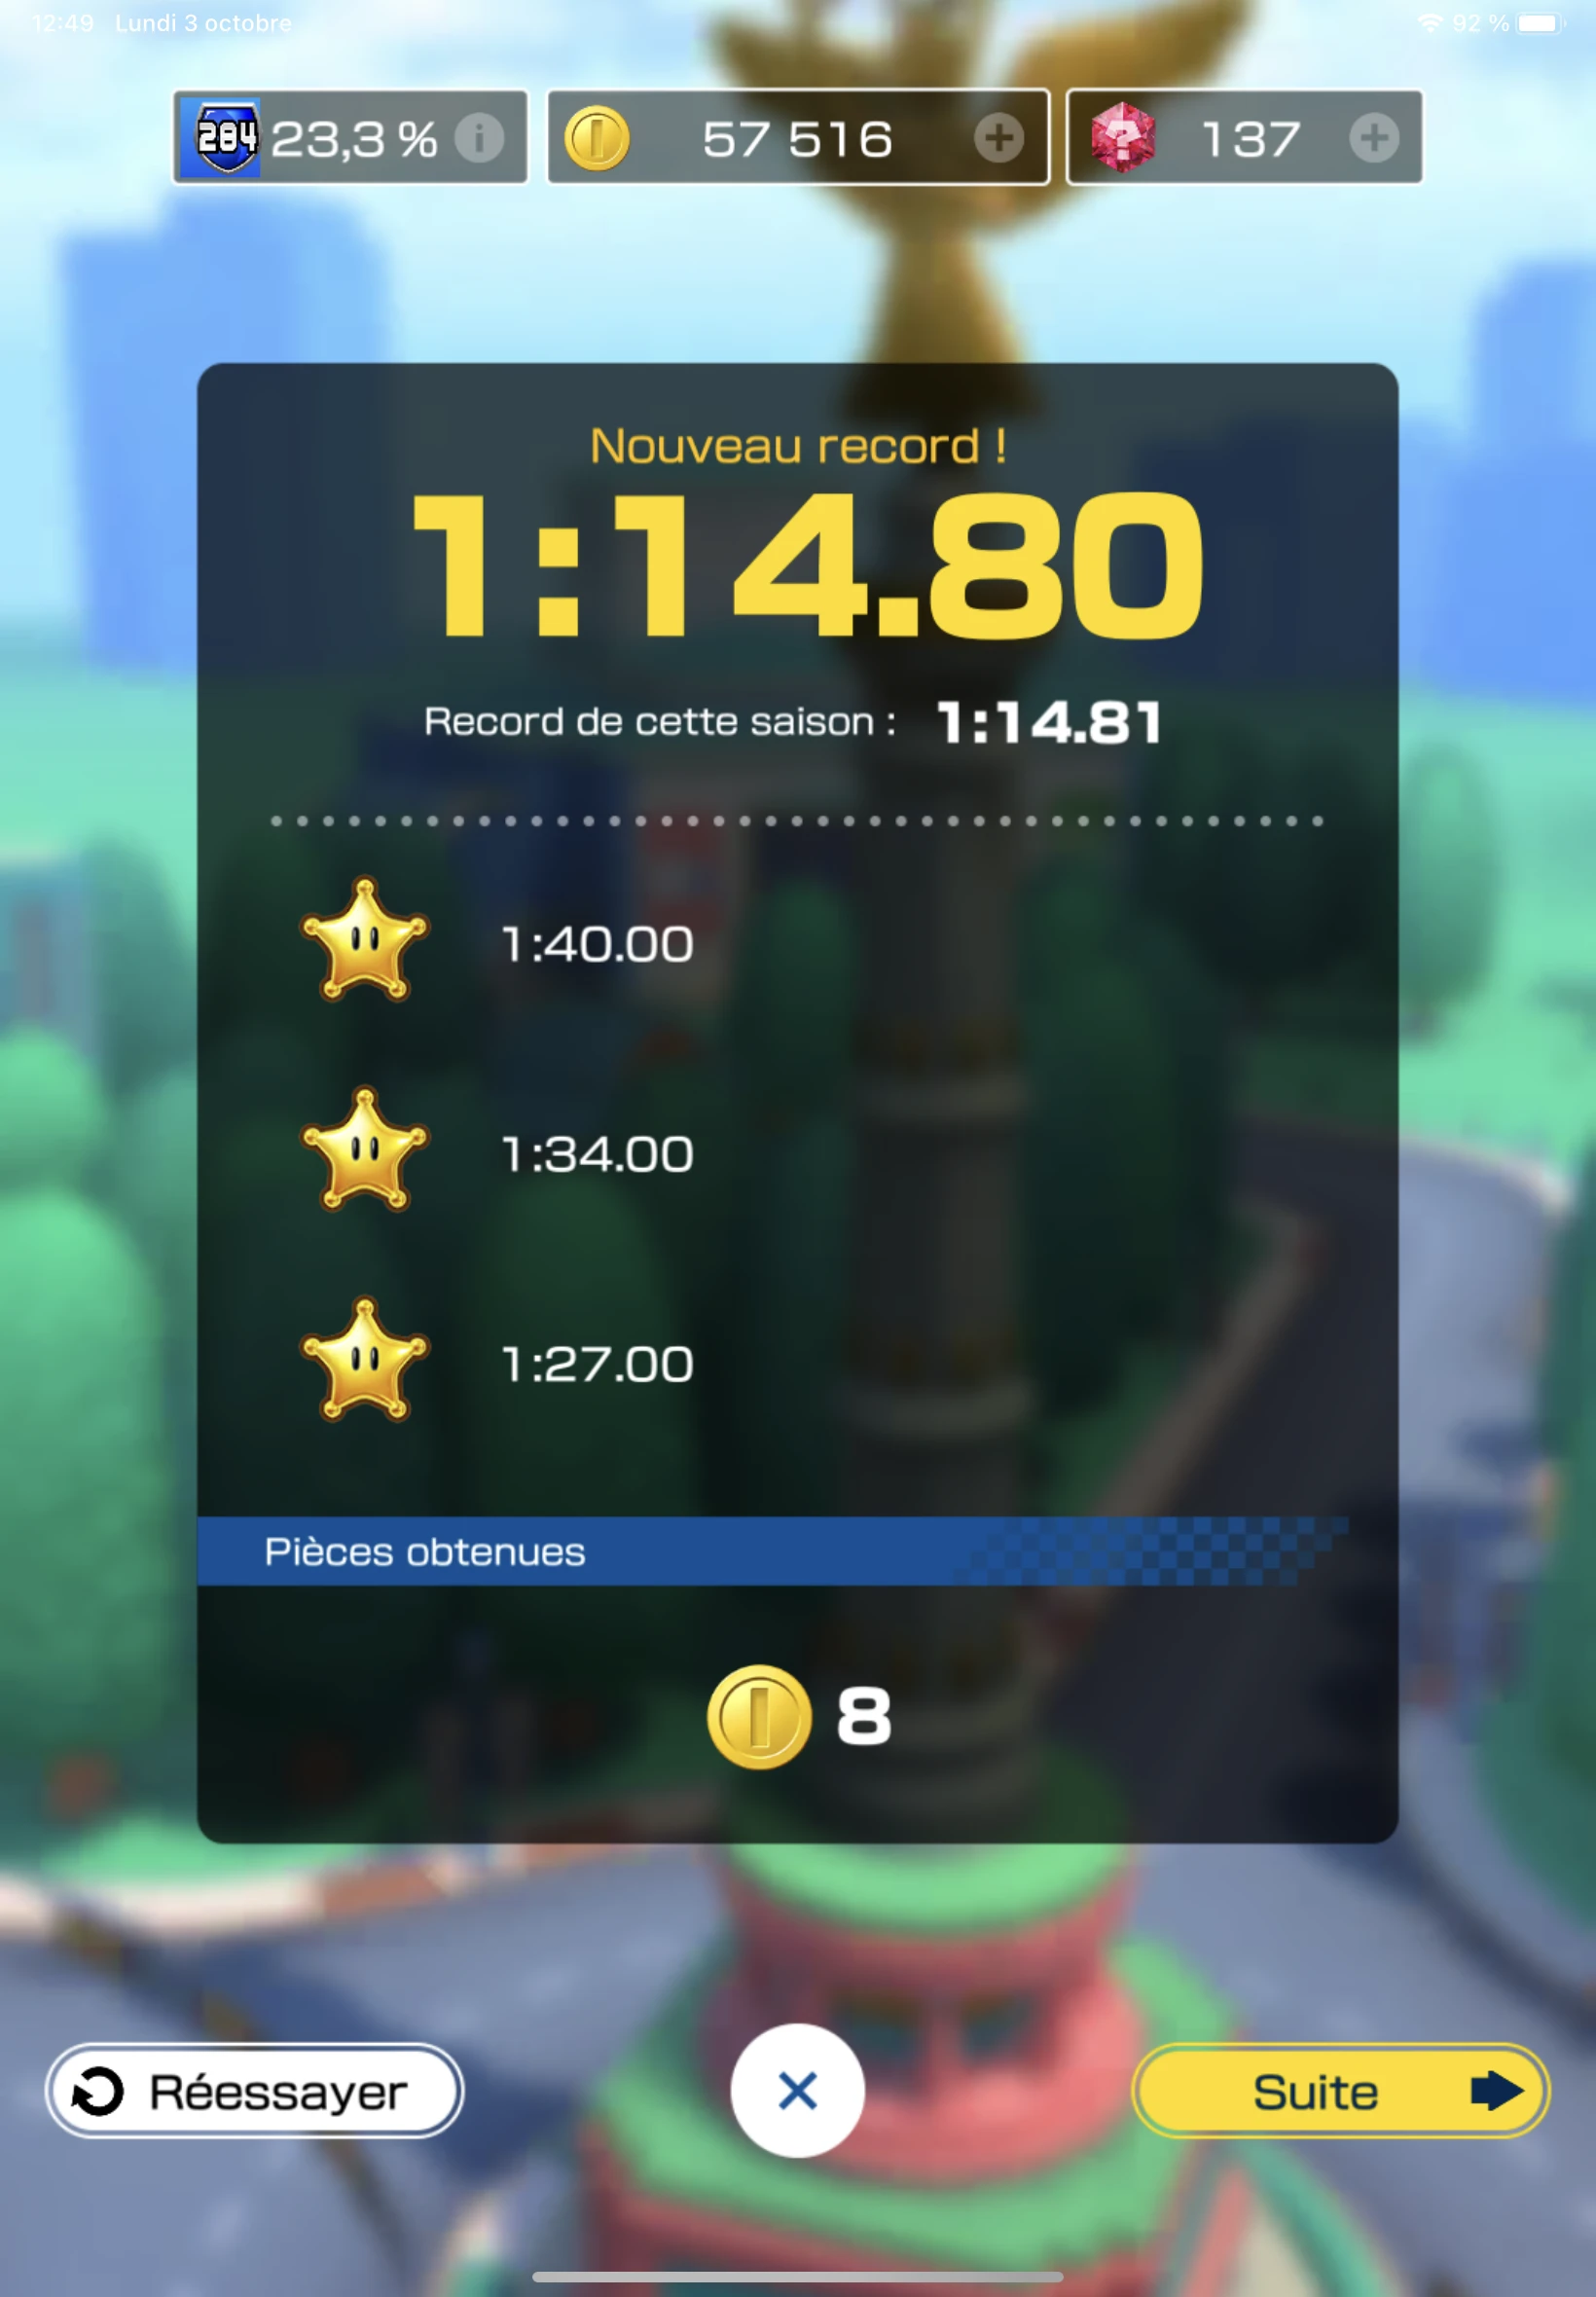 12:49 Lundi 3 octobre 92 %
284 23,3 % i 57 516 + ? 137 +
Nouveau record !
1:14.80
Record de cette saison : 1:14.81
1:40.00
1:34.00
1:27.00
Pièces obtenues
8
Réessayer × Suite